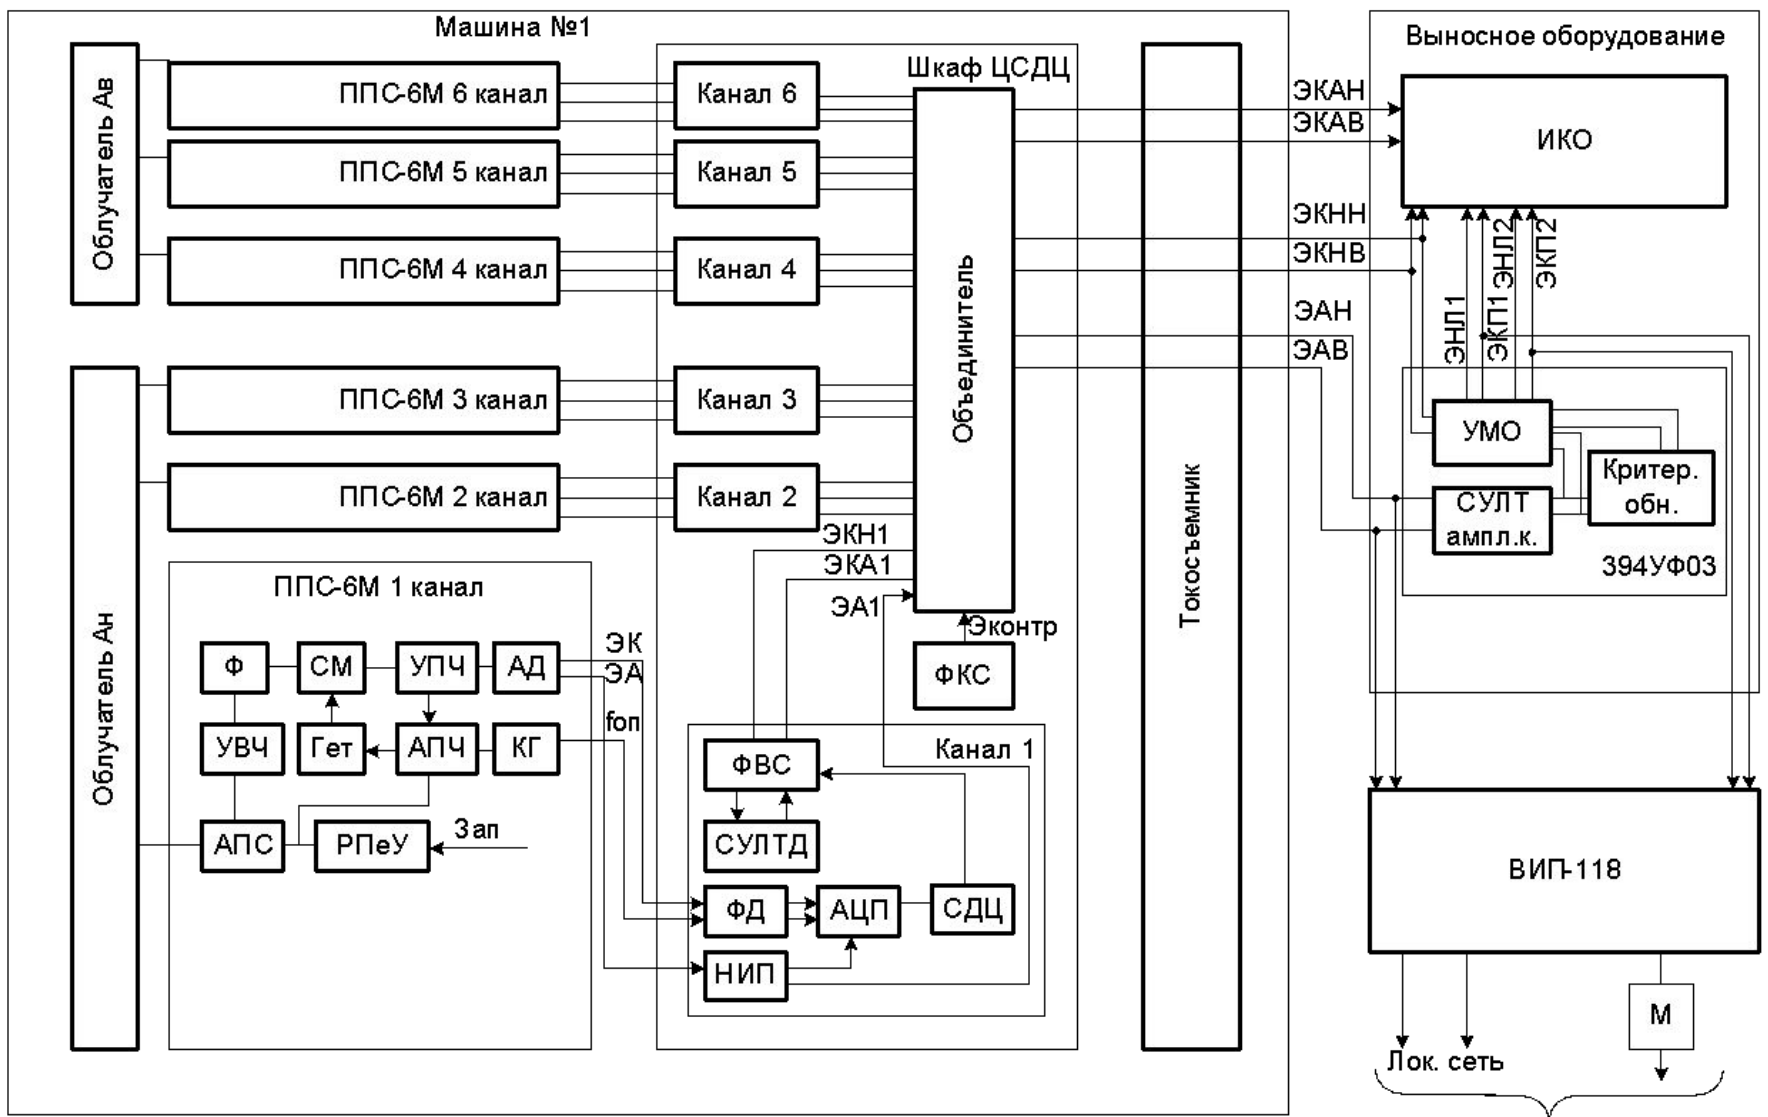 Машина №1
Выносное оборудование
Облучатель Ав
ППС-6М 6 канал
ППС-6М 5 канал
ППС-6М 4 канал
Канал 6
Канал 5
Канал 4
Шкаф ЦСДЦ
Объединитель
Токосъемник
ЭКАН
ЭКАВ
ЭКНН
ЭКНВ
ЭАН
ЭАВ
ИКО
ЭНЛ1
ЭКП1
ЭНЛ2
ЭКП2
Облучатель Ан
ППС-6М 3 канал
ППС-6М 2 канал
Канал 3
Канал 2
УМО
СУЛТ
ампл.к.
Критер.
обн.
394УФ03
ЭКН1
ЭКА1
ЭА1
Эконтр
ФКС
ППС-6М 1 канал
Ф
СМ
УПЧ
АД
УВЧ
Гет
АПЧ
КГ
АПС
РПеУ
Зап
ЭК
ЭА
fоп
Канал 1
ФВС
СУЛТД
ФД
АЦП
СДЦ
НИП
ВИП-118
М
Лок. сеть